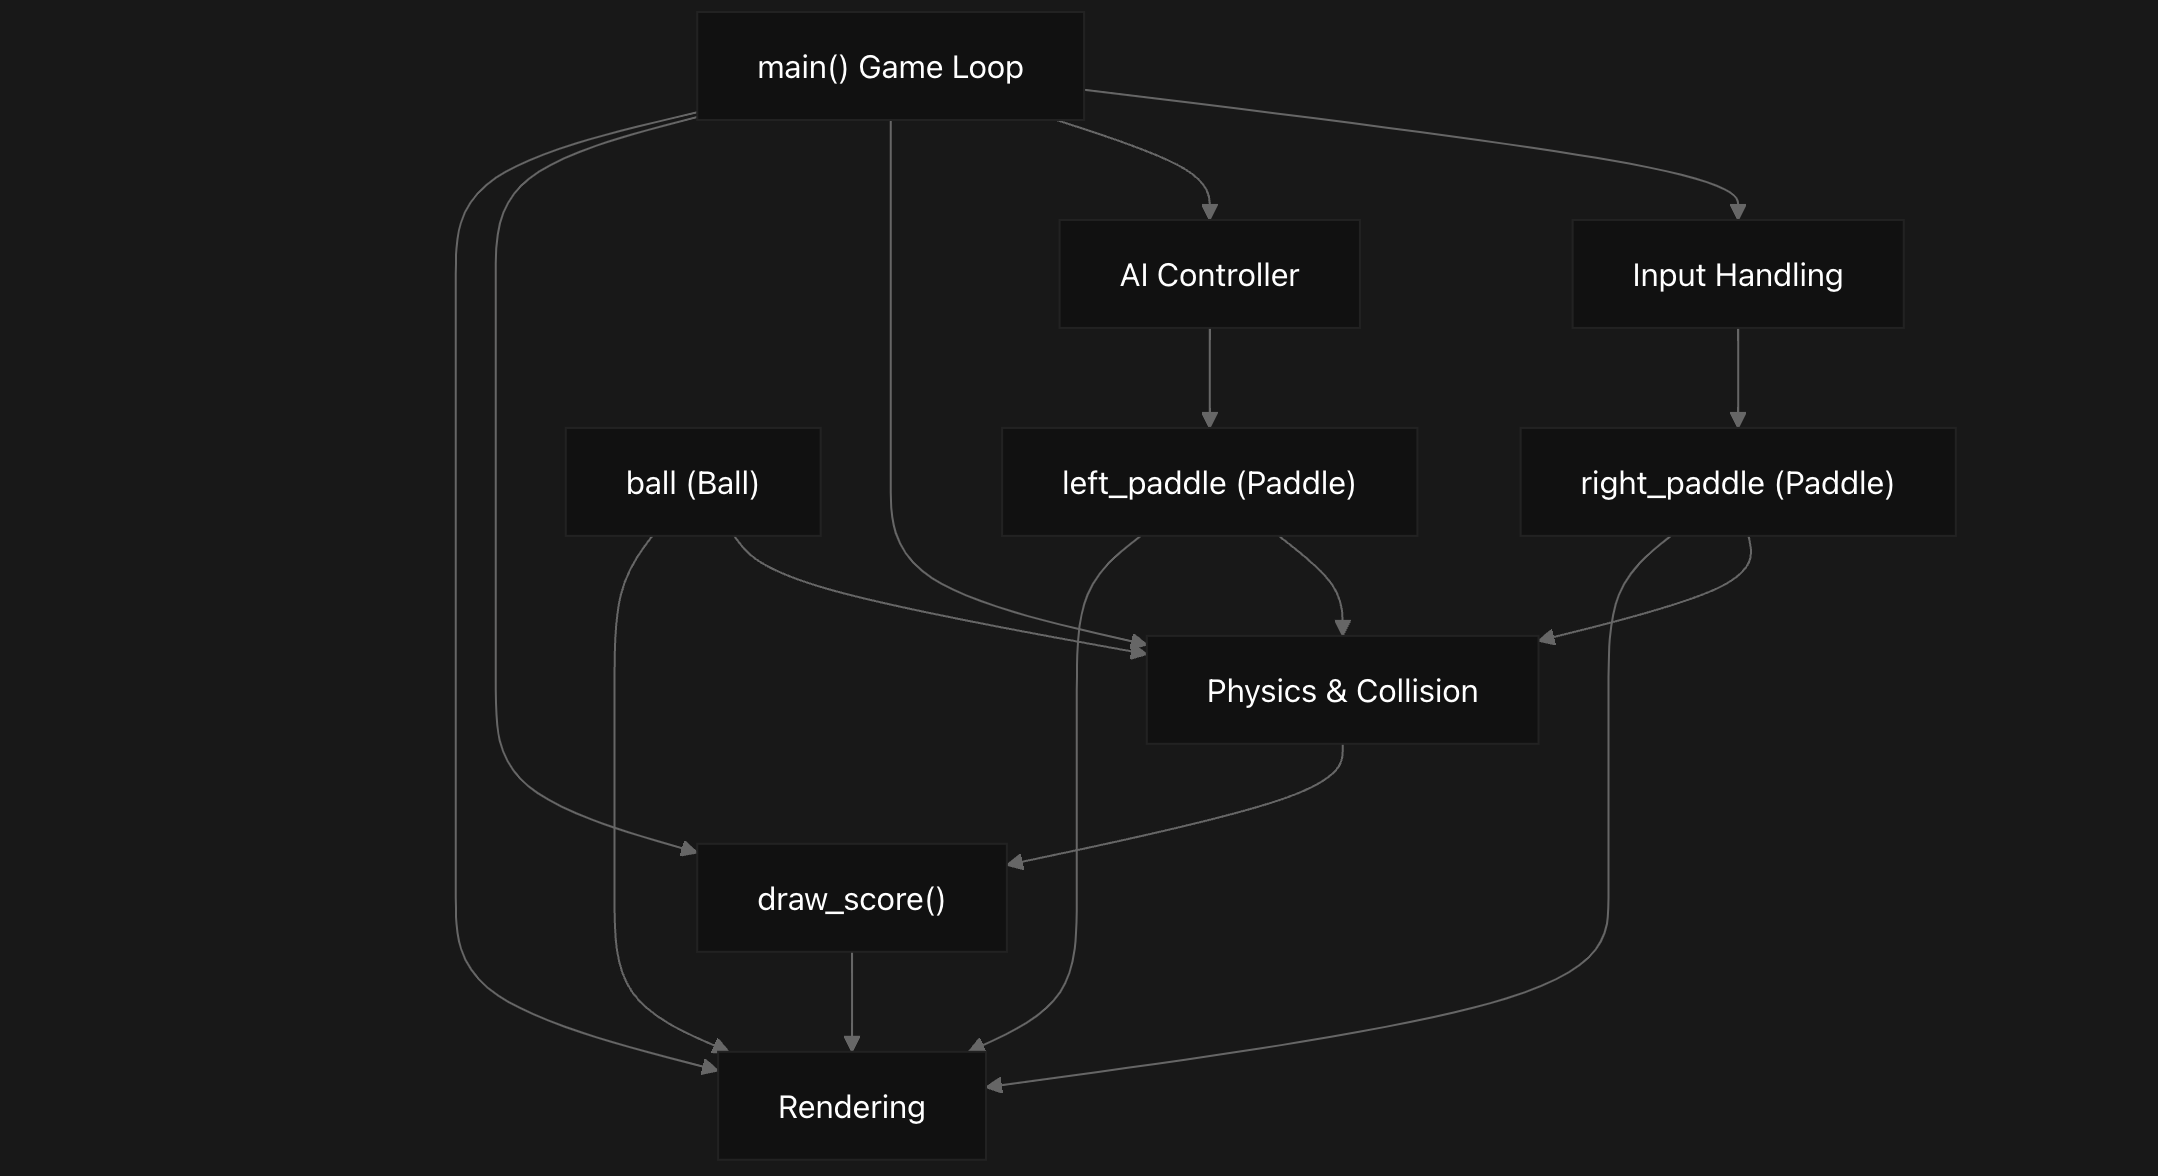 main() Game Loop
AI Controller
Input Handling
ball (Ball)
left_paddle (Paddle)
right_paddle (Paddle)
Physics & Collision
draw_score()
Rendering